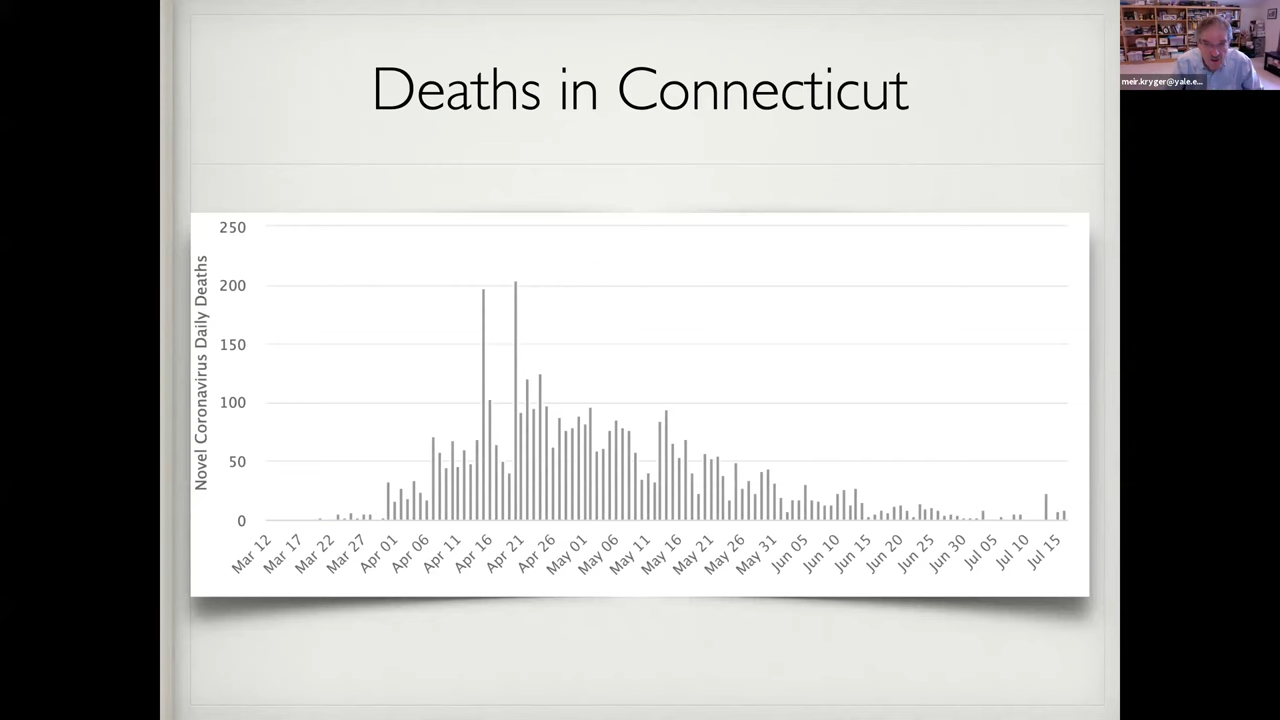 Deaths in Connecticut
meir.kryger@yale.e...
Novel Coronavirus Daily Deaths
250
200
150
100
50
0
Mar 12
Mar 17
Mar 22
Mar 27
Apr 01
Apr 06
Apr 11
Apr 16
Apr 21
Apr 26
May 01
May 06
May 11
May 16
May 21
May 26
May 31
Jun 05
Jun 10
Jun 15
Jun 20
Jun 25
Jun 30
Jul 05
Jul 10
Jul 15